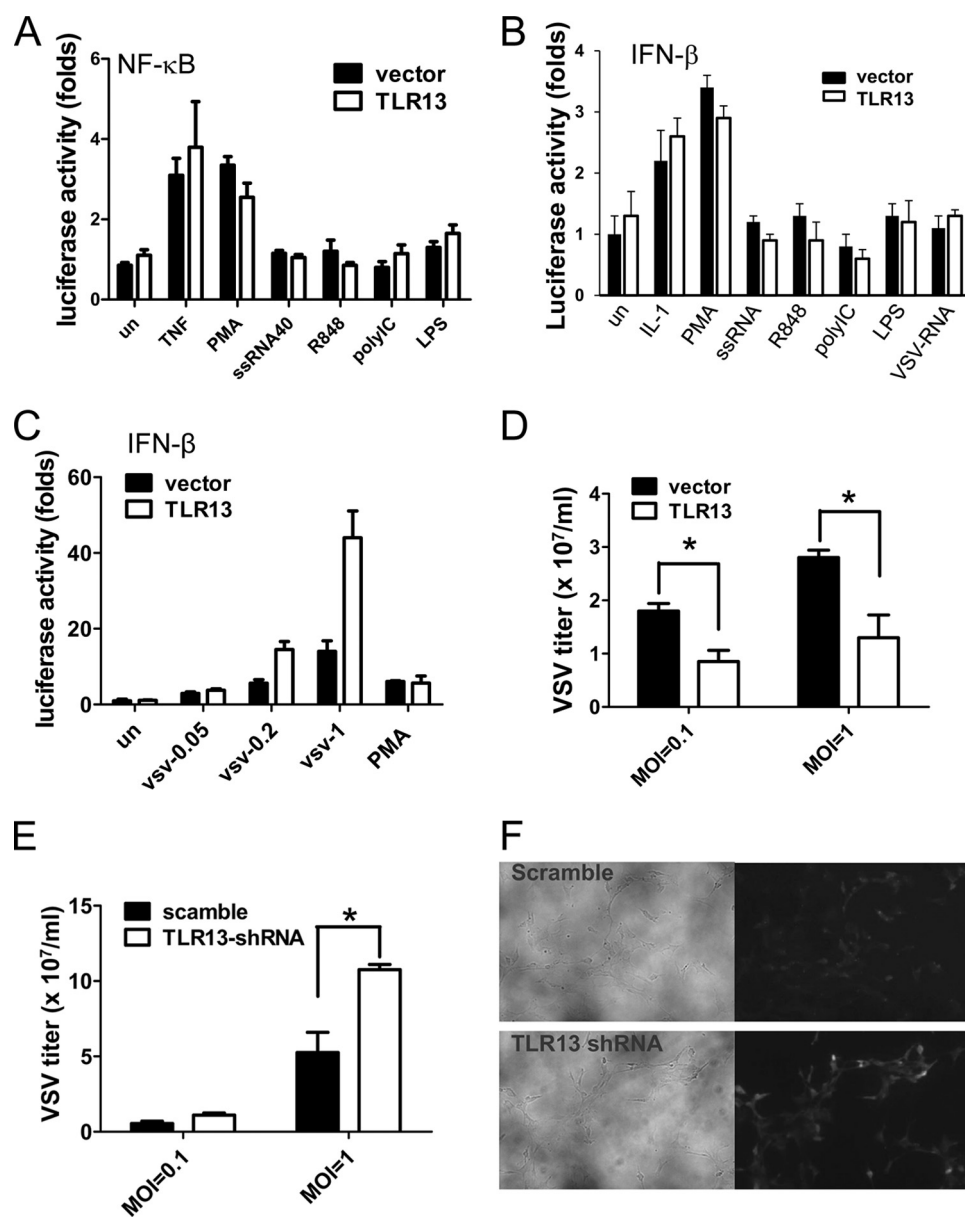 A
NF-κB
vector
TLR13
luciferase activity (folds)
6
4
2
0
un
TNF
PMA
ssRNA40
R848
polyIC
LPS
B
IFN-β
vector
TLR13
Luciferase activity (folds)
4
3
2
1
0
un
IL-1
PMA
ssRNA
R848
polyIC
LPS
VSV-RNA
C
IFN-β
vector
TLR13
luciferase activity (folds)
60
40
20
0
un
vsv-0.05
vsv-0.2
vsv-1
PMA
D
vector
TLR13
VSV titer (x 10⁷/ml)
4
3
2
1
0
*
*
MOI=0.1
MOI=1
E
scamble
TLR13-shRNA
VSV titer (x 10⁷/ml)
15
10
5
0
*
MOI=0.1
MOI=1
F
Scramble
TLR13 shRNA